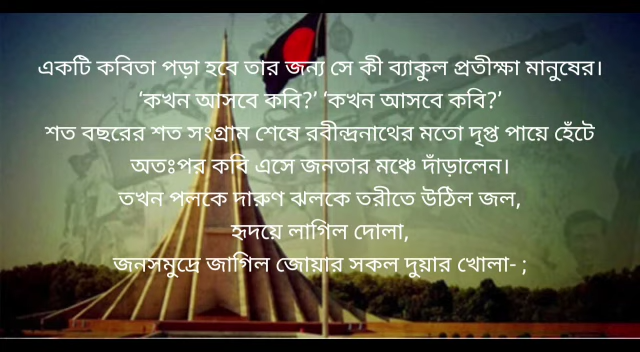 একটি কবিতা পড়া হবে তার জন্য সে কী ব্যাকুল প্রতীক্ষা মানুষের।
‘কখন আসবে কবি?’ ‘কখন আসবে কবি?’
শত বছরের শত সংগ্রাম শেষে রবীন্দ্রনাথের মতো দৃপ্ত পায়ে হেঁটে
অতঃপর কবি এসে জনতার মঞ্চে দাঁড়ালেন।
তখন পলকে দারুণ ঝলকে তরীতে উঠিল জল,
হৃদয়ে লাগিল দোলা,
জনসমুদ্রে জাগিল জোয়ার সকল দুয়ার খোলা- ;